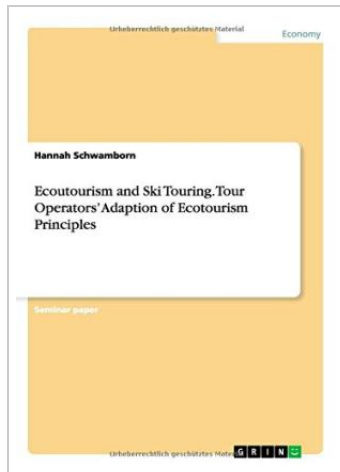 Urheberrechtlich geschütztes Material
Economy
Hannah Schwamborn
Ecoutourism and Ski Touring. Tour
Operators' Adaption of Ecotourism
Principles
Seminar paper
Urheberrechtlich geschütztes Mate
GRIN